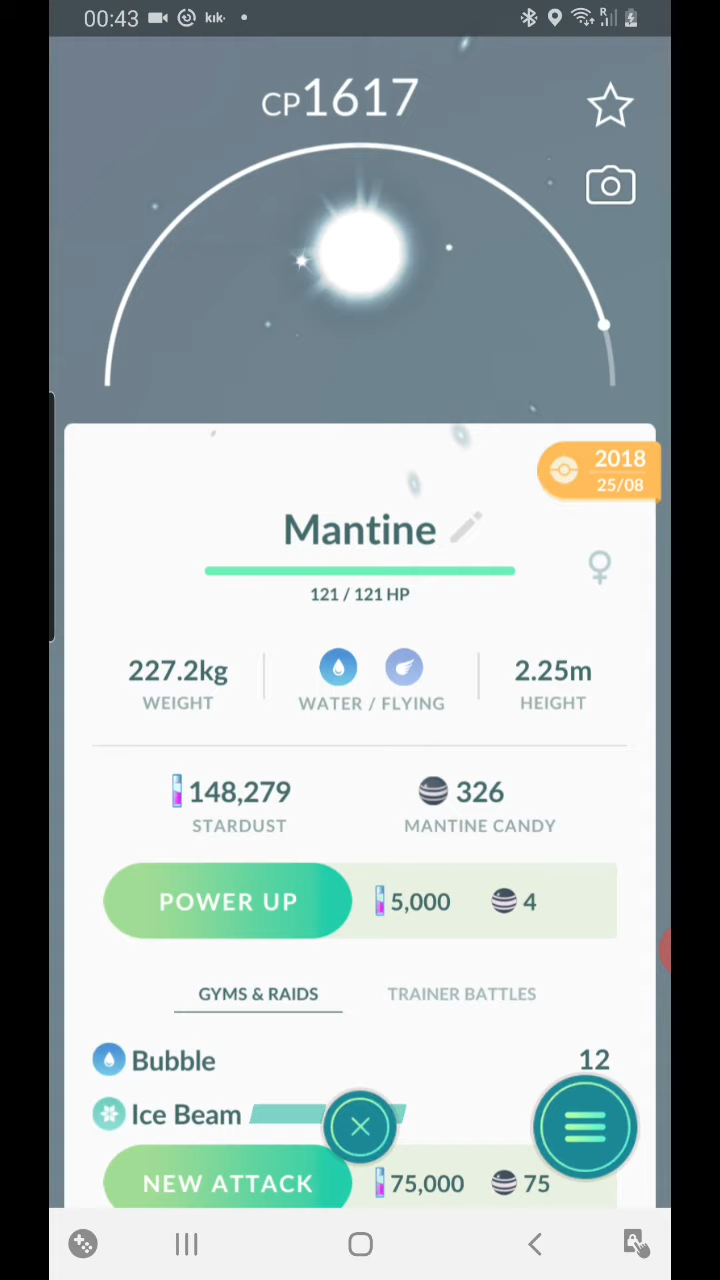 00:43 kik·
R
CP1617
2018
25/08
Mantine
121 / 121 HP
227.2kg
WEIGHT
WATER / FLYING
2.25m
HEIGHT
148,279
STARDUST
326
MANTINE CANDY
POWER UP 5,000 4
GYMS & RAIDS TRAINER BATTLES
Bubble 12
Ice Beam
NEW ATTACK 75,000 75